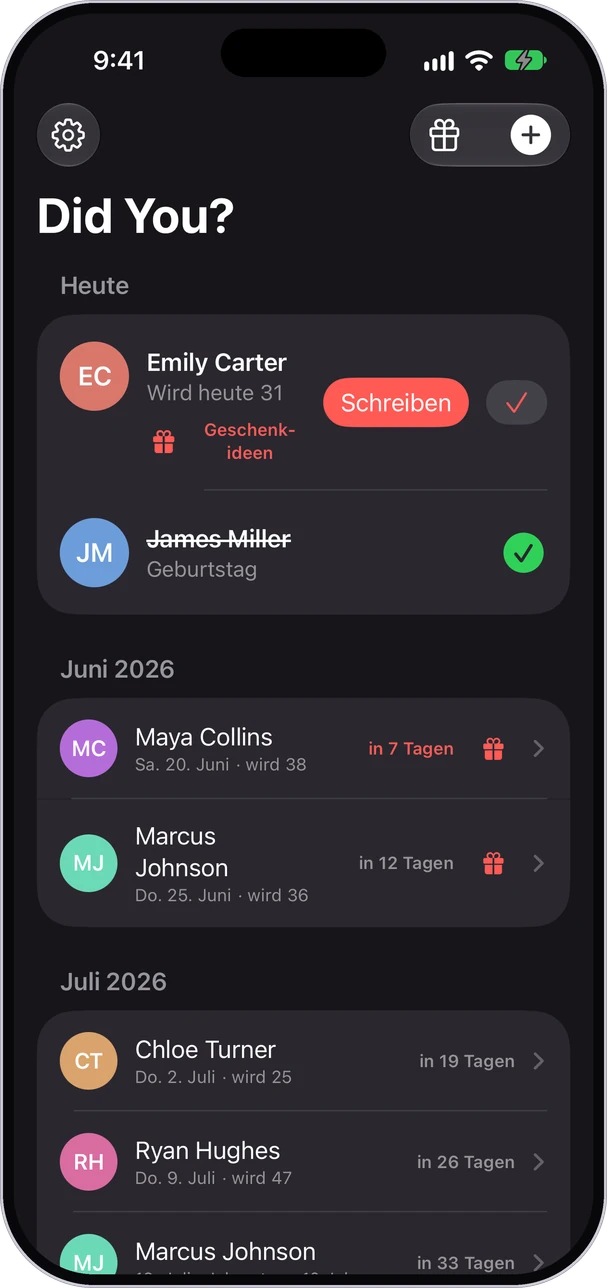 9:41
Did You?
Heute
EC
Emily Carter
Wird heute 31
Geschenk-
ideen
Schreiben
JM
James Miller
Geburtstag
Juni 2026
MC
Maya Collins
Sa. 20. Juni · wird 38
in 7 Tagen
MJ
Marcus
Johnson
Do. 25. Juni · wird 36
in 12 Tagen
Juli 2026
CT
Chloe Turner
Do. 2. Juli · wird 25
in 19 Tagen
RH
Ryan Hughes
Do. 9. Juli · wird 47
in 26 Tagen
MJ
Marcus Johnson
in 33 Tagen